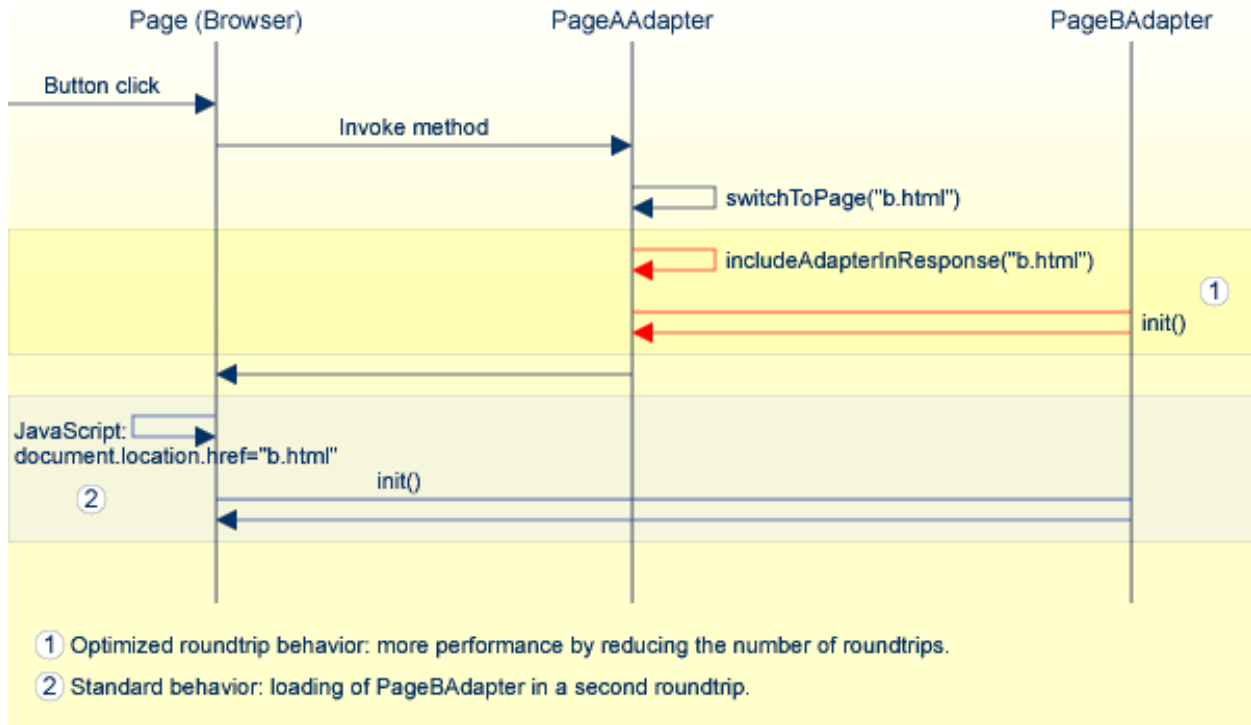 Page (Browser) PageAAdapter PageBAdapter
Button click
Invoke method
switchToPage("b.html")
includeAdapterInResponse("b.html")
1
init()
JavaScript:
document.location.href="b.html"
init()
2
1 Optimized roundtrip behavior: more performance by reducing the number of roundtrips.
2 Standard behavior: loading of PageBAdapter in a second roundtrip.